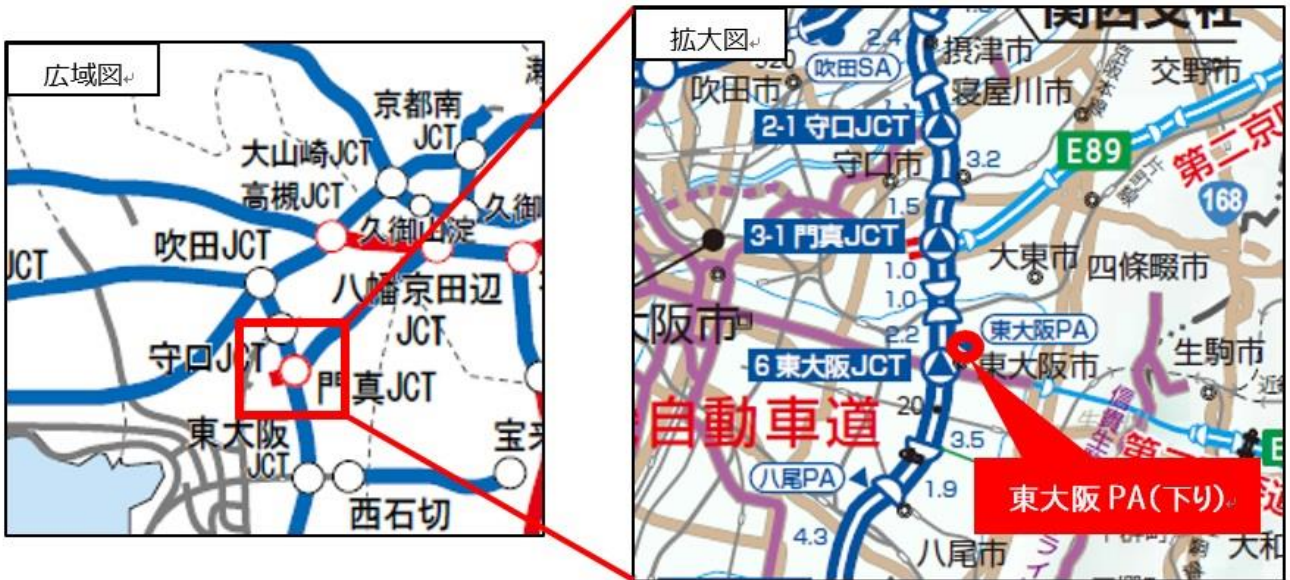 広域図
京都南
JCT
大山崎JCT
高槻JCT
久御山淀
久御
吹田JCT
JCT
八幡京田辺
JCT
守口JCT
門真JCT
東大阪
JCT
西石切
拡大図
関西支社
2.4
摂津市
吹田SA
吹田市
寝屋川市
交野市
2-1 守口JCT
守口市
3.2
E89
第二京
168
1.5
3-1 門真JCT
1.0
大東市
四條畷市
1.0
大阪市
2.2
東大阪PA
6 東大阪JCT
東大阪市
生駒市
20
自動車道
3.5
八尾PA
1.9
東大阪 PA(下り)
4.3
八尾市
大和